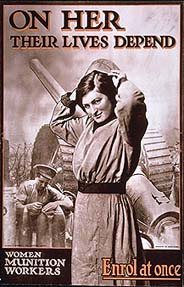 ON HER
THEIR LIVES DEPEND
WOMEN
MUNITION
WORKERS
Enrol at once